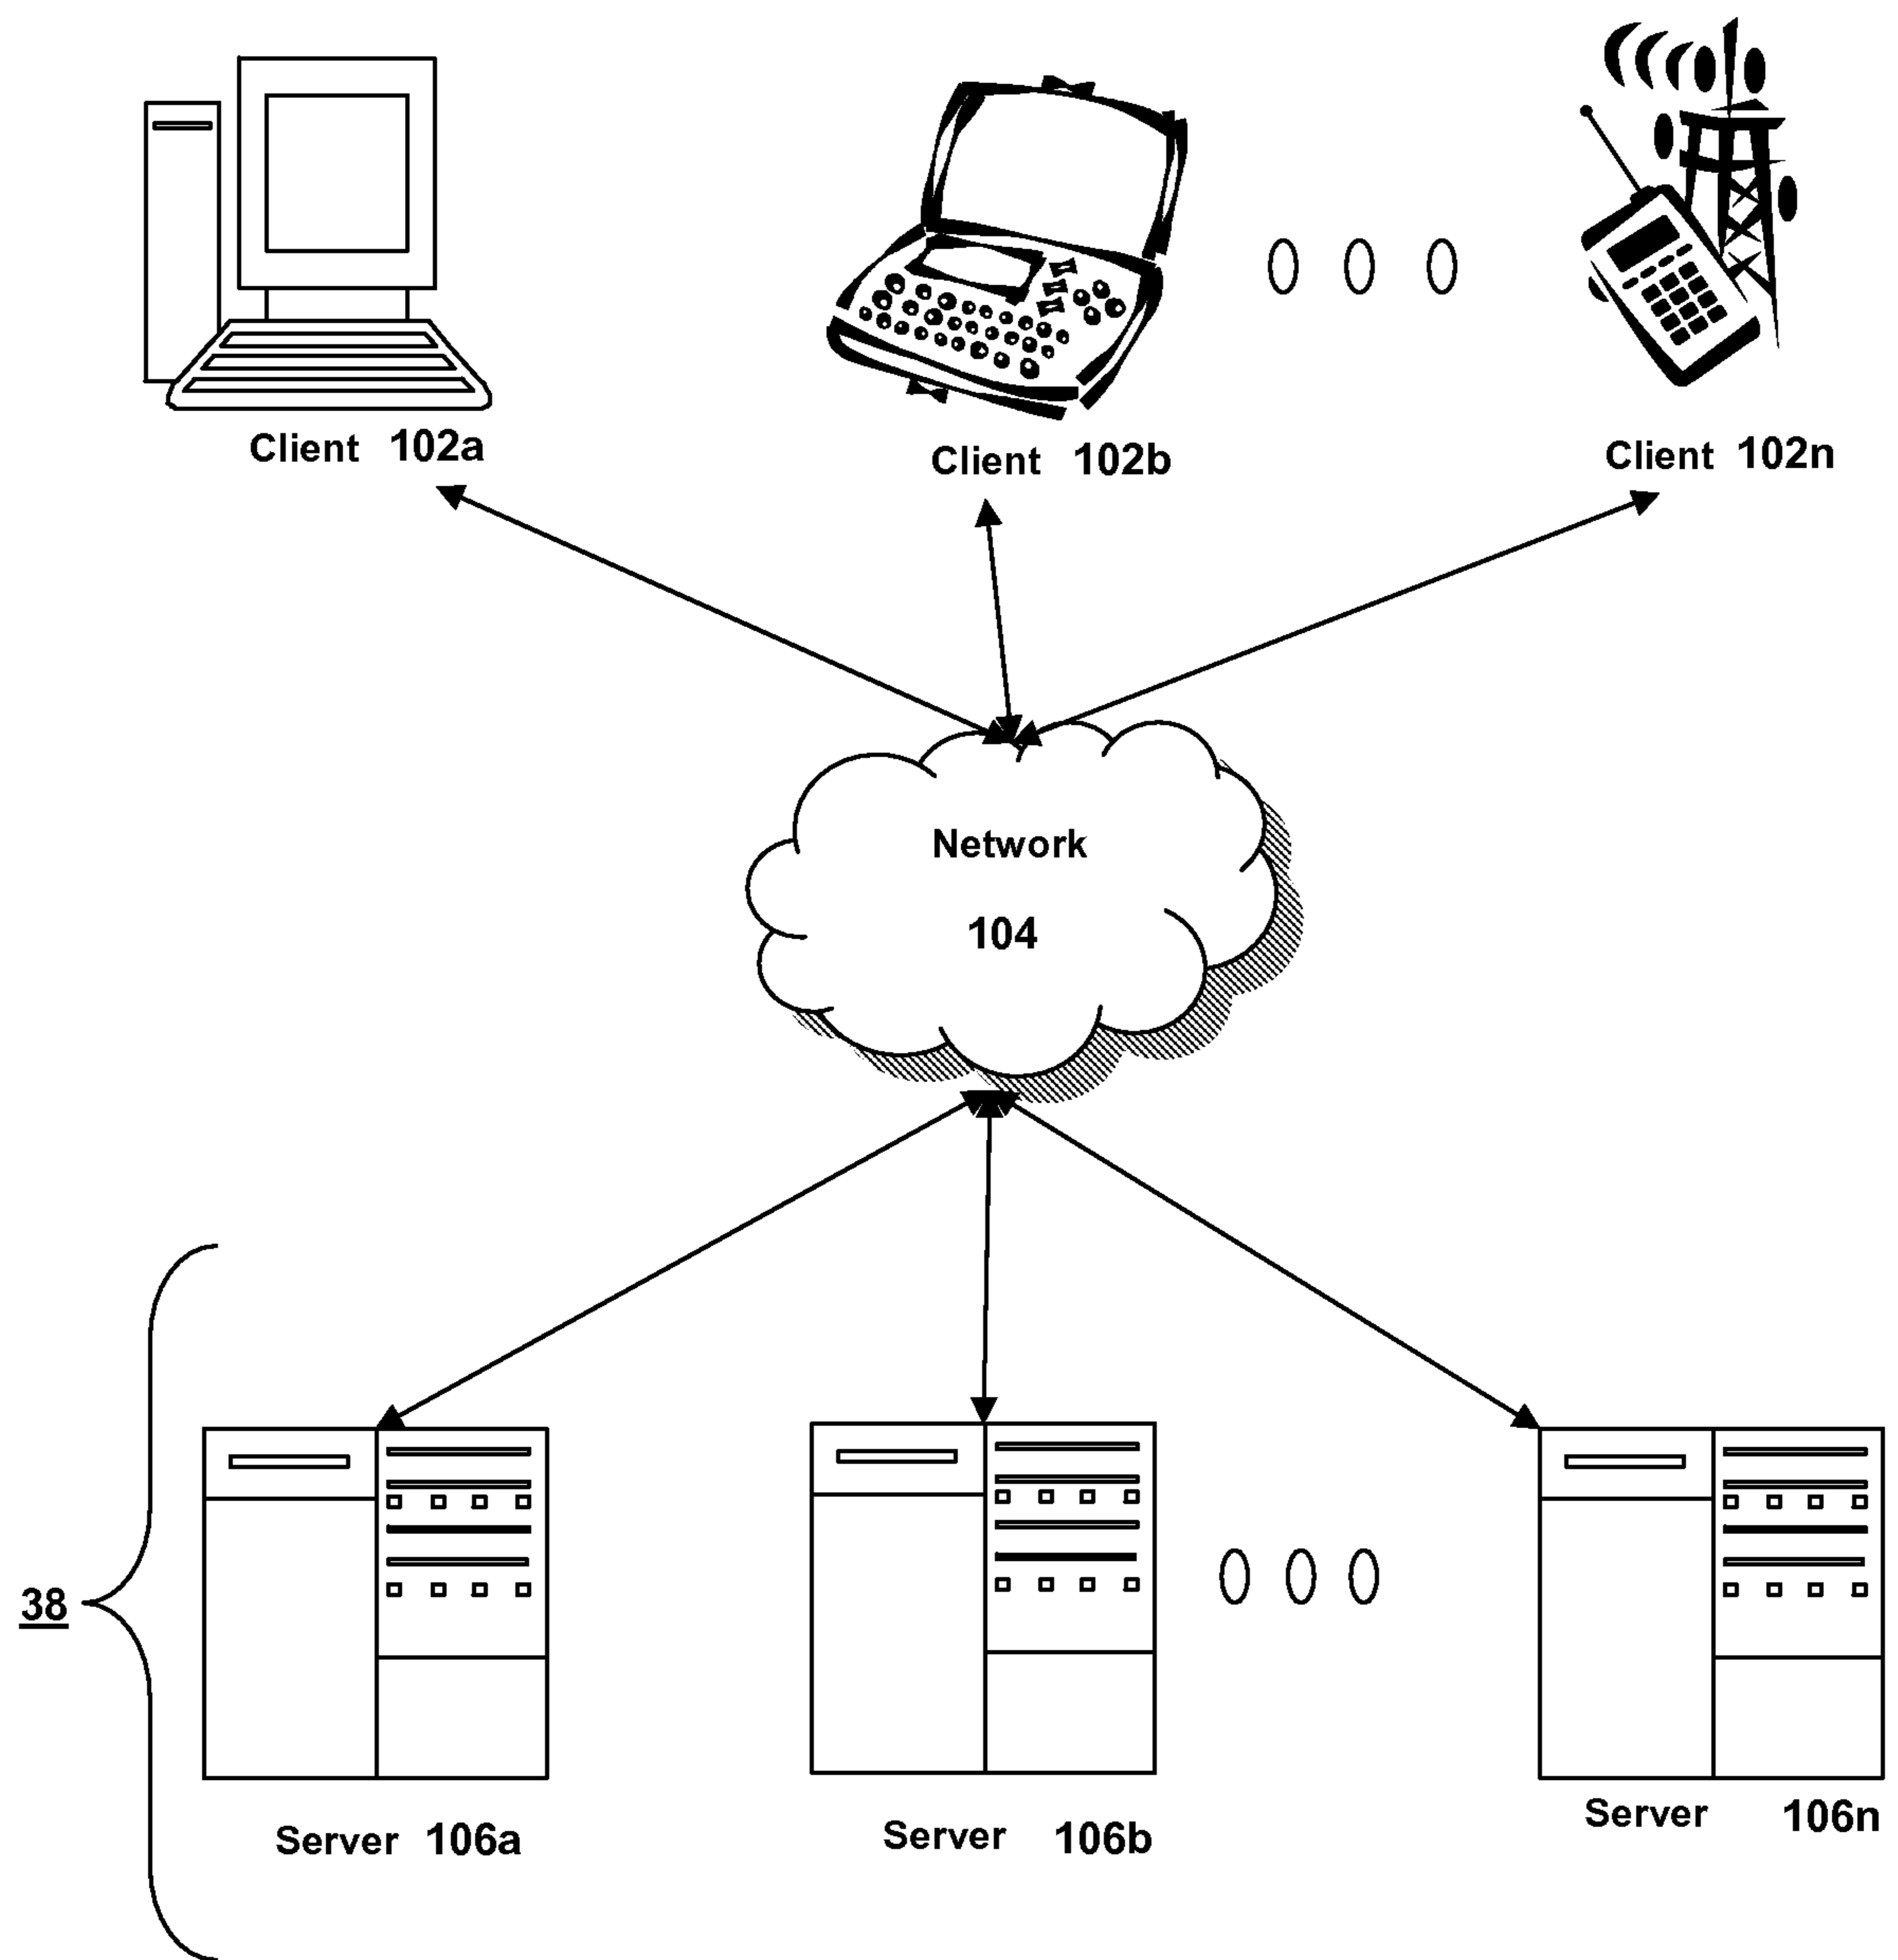 Client 102a
Client 102b
Client 102n
Network
104
38
Server 106a
Server 106b
Server 106n